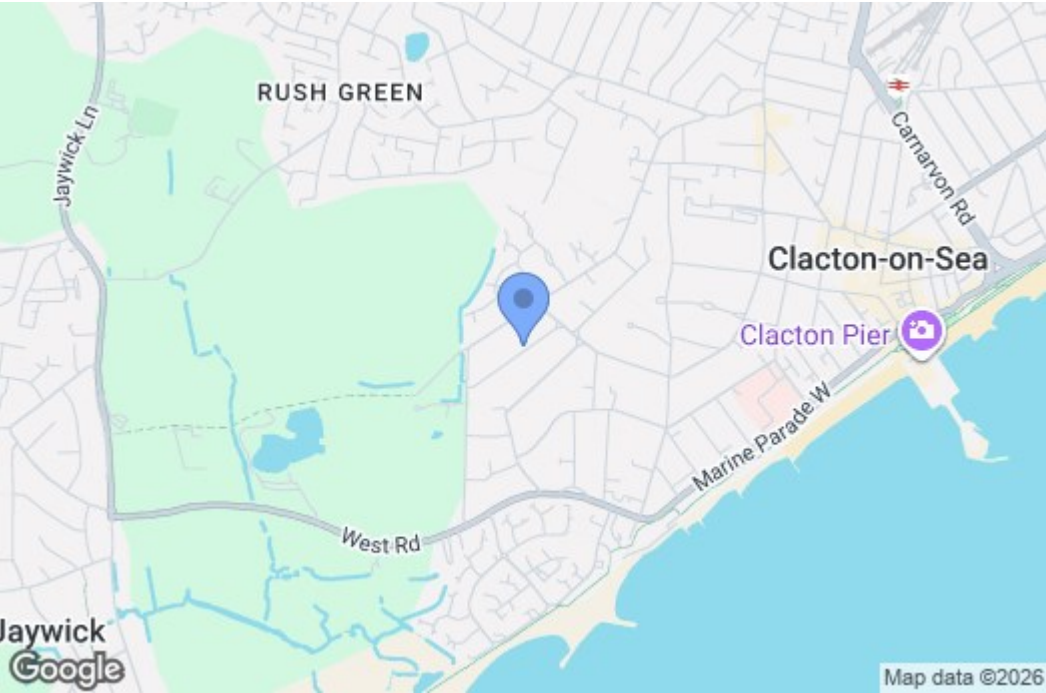 RUSH GREEN
Jaywick Ln
Carnarvon Rd
Clacton-on-Sea
Clacton Pier
Marine Parade W
West Rd
Jaywick
Google
Map data ©2026